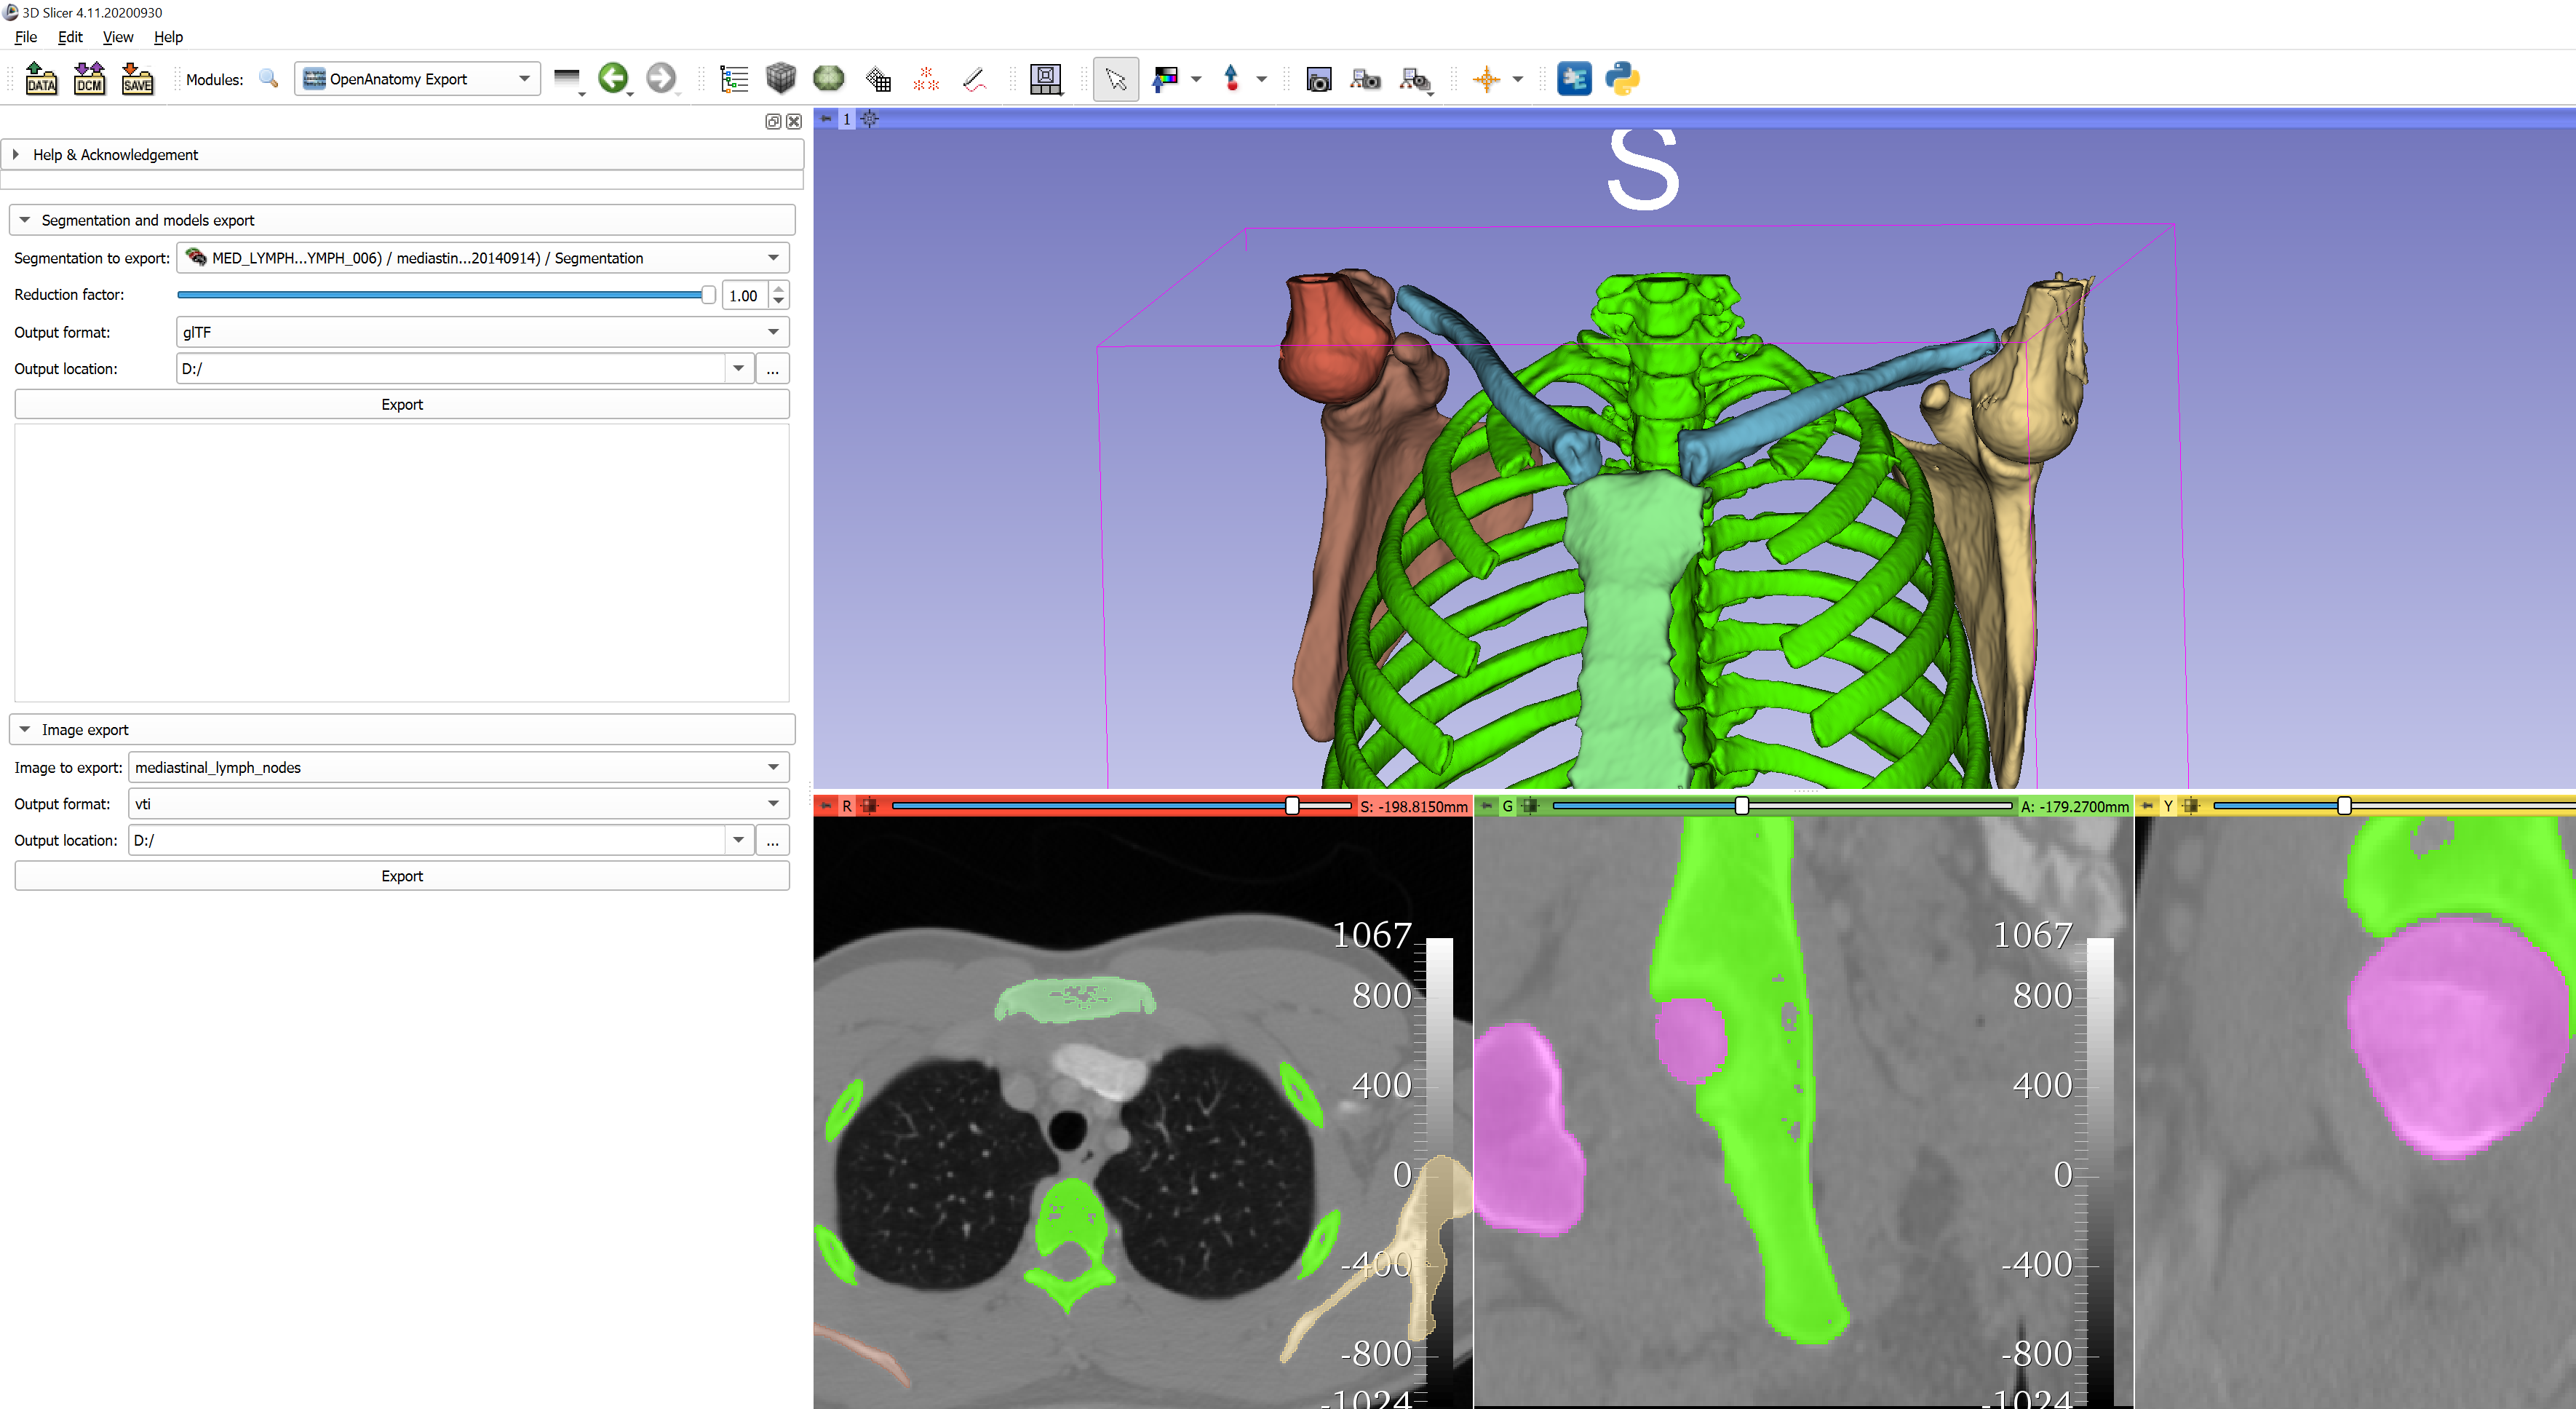 3D Slicer 4.11.20200930
File Edit View Help
DATA DCM SAVE Modules: OpenAnatomy Export
1
Help & Acknowledgement
S
Segmentation and models export
Segmentation to export: MED_LYMPH...YMPH_006) / mediastin...20140914) / Segmentation
Reduction factor: 1.00
Output format: glTF
Output location: D:/ ...
Export
Image export
Image to export: mediastinal_lymph_nodes
Output format: vti
Output location: D:/ ...
Export
R S: -198.8150mm
G A: -179.2700mm
Y
1067
800
400
0
-400
-800
-1024
1067
800
400
0
-400
-800
-1024